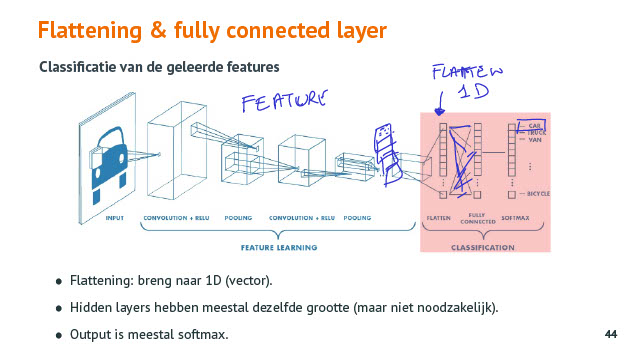 Flattening & fully connected layer
Classificatie van de geleerde features
FEATURE
FLATTEN
1D
CAR
TRUCK
VAN
BICYCLE
INPUT
CONVOLUTION + RELU
POOLING
CONVOLUTION + RELU
POOLING
FLATTEN
FULLY
CONNECTED
SOFTMAX
FEATURE LEARNING
CLASSIFICATION
● Flattening: breng naar 1D (vector).
● Hidden layers hebben meestal dezelfde grootte (maar niet noodzakelijk).
● Output is meestal softmax.
44